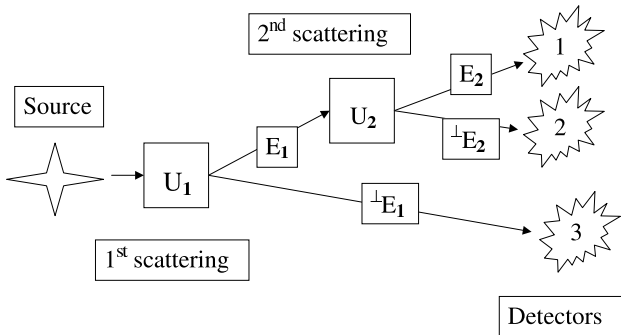 2nd scattering
1
Source
E2
U2
2
E1
⊥E2
U1
⊥E1
3
1st scattering
Detectors